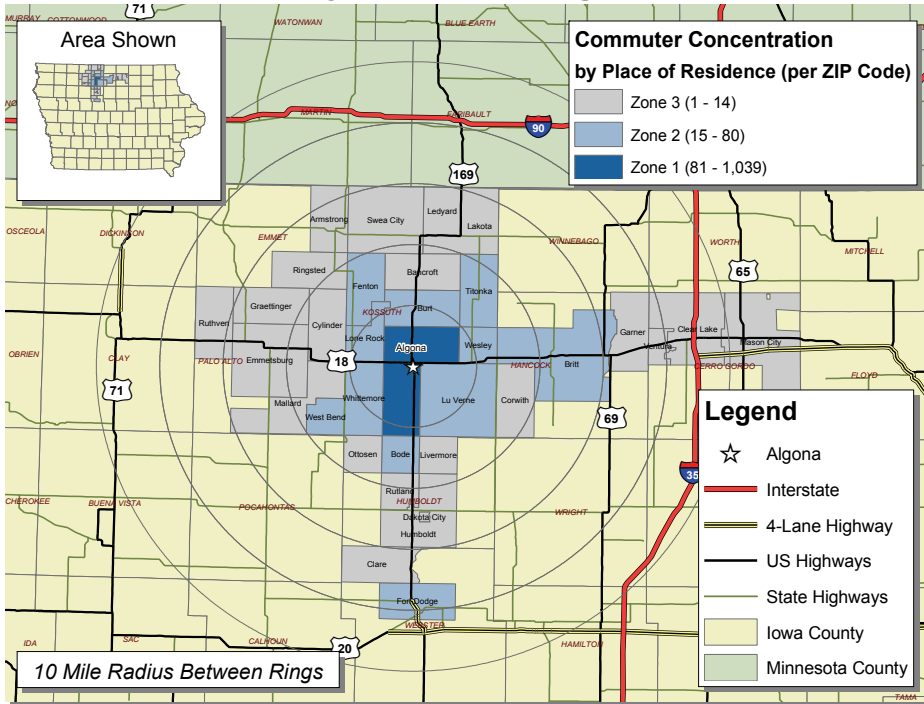 71
MURRAY
COTTONWOOD
WATONWAN
BLUE EARTH
Area Shown
Commuter Concentration
by Place of Residence (per ZIP Code)
Zone 3 (1 - 14)
Zone 2 (15 - 80)
Zone 1 (81 - 1,039)
MARTIN
FARIBAULT
90
169
OSCEOLA
DICKINSON
EMMET
WINNEBAGO
WORTH
MITCHELL
Armstrong
Swea City
Ledyard
Lakota
65
Ringsted
Fenton
Bancroft
Titonka
Burt
Graettinger
Ruthven
Cylinder
KOSSUTH
Lone Rock
Algona
Wesley
Garner
Ventura
Clear Lake
Mason City
OBRIEN
CLAY
PALO ALTO
Emmetsburg
18
HANCOCK
Britt
CERRO GORDO
FLOYD
71
Mallard
West Bend
Whittemore
Lu Verne
Corwith
69
Ottosen
Bode
Livermore
35
CHEROKEE
BUENA VISTA
POCAHONTAS
Rutland
HUMBOLDT
Dakota City
Humboldt
WRIGHT
Clare
Fort Dodge
WEBSTER
IDA
SAC
CALHOUN
20
HAMILTON
TAMA
Legend
Algona
Interstate
4-Lane Highway
US Highways
State Highways
Iowa County
Minnesota County
10 Mile Radius Between Rings